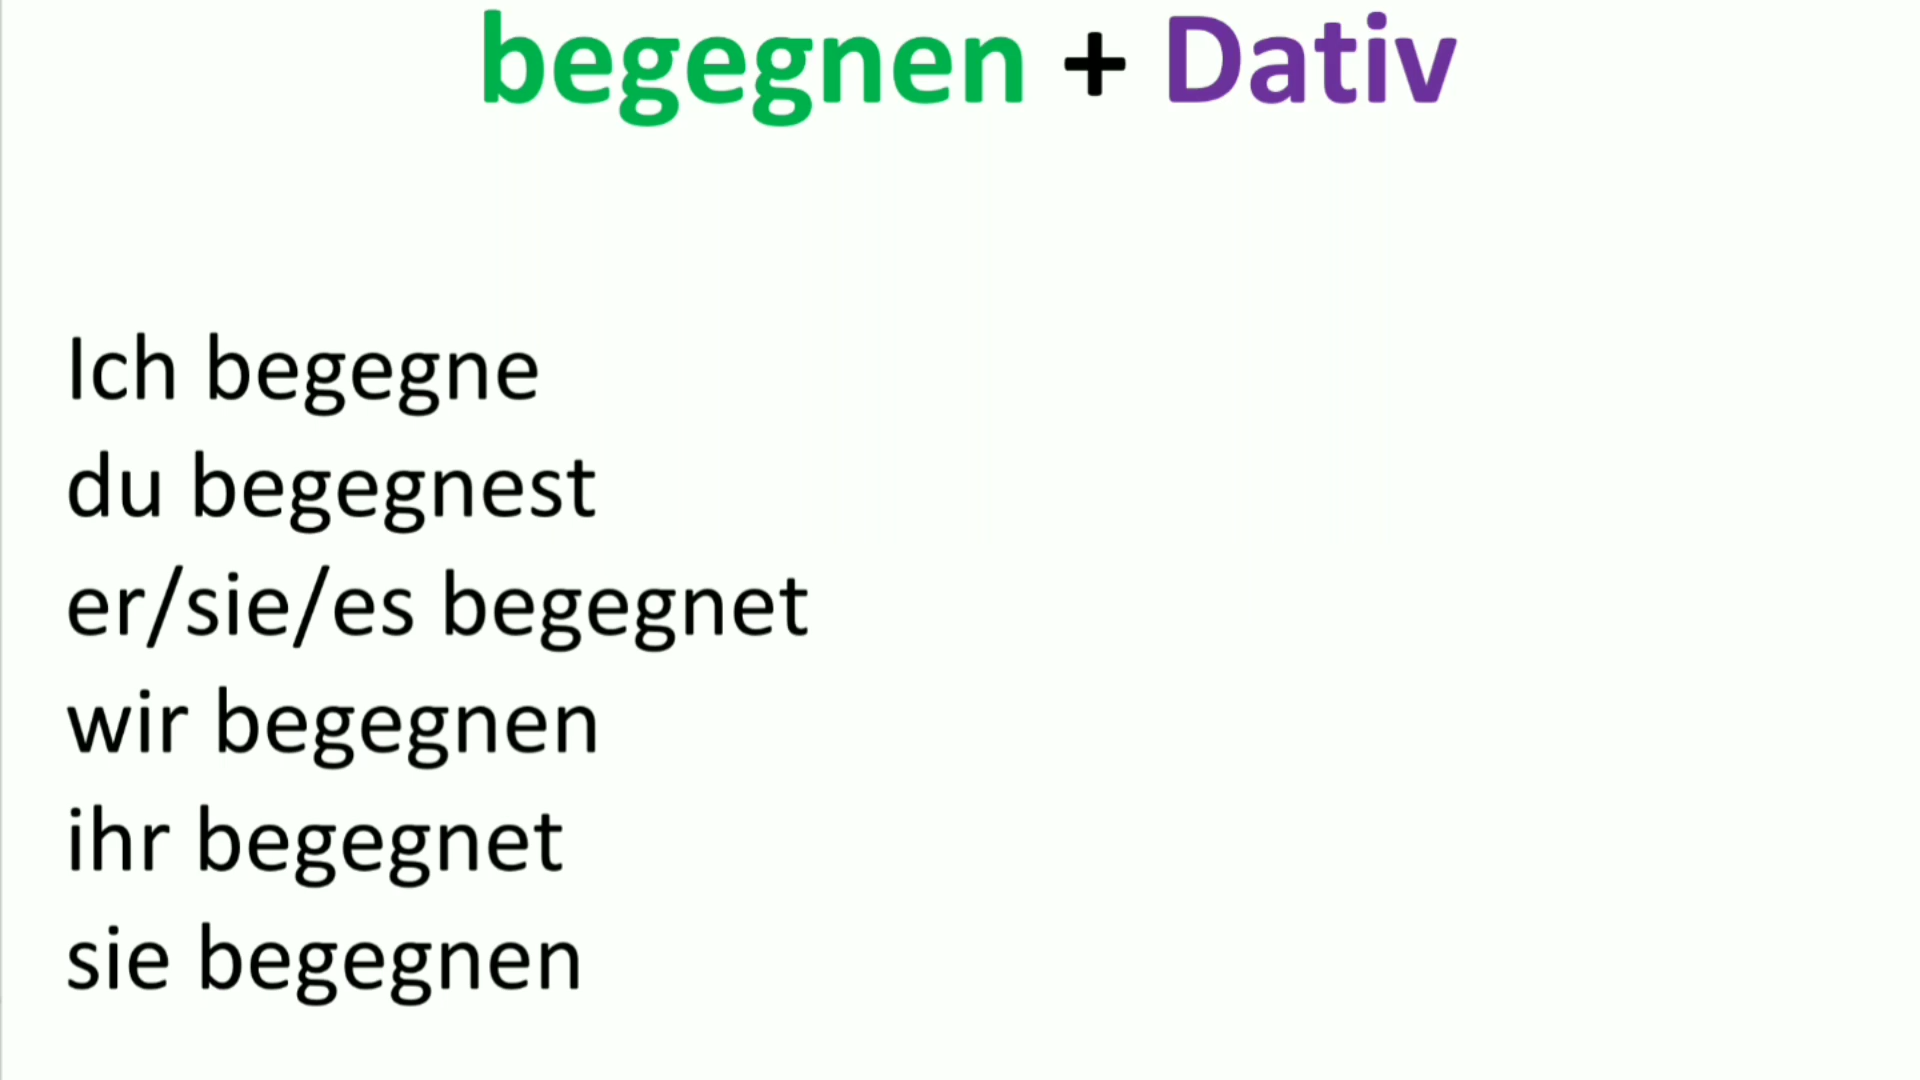 begegnen + Dativ
Ich begegne
du begegnest
er/sie/es begegnet
wir begegnen
ihr begegnet
sie begegnen